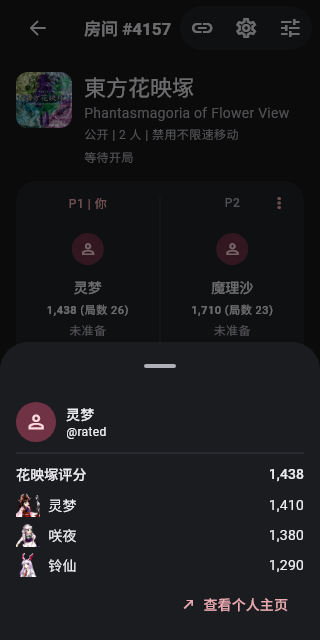 房间 #4157
東方花映塚
Phantasmagoria of Flower View
公开 | 2 人 | 禁用不限速移动
等待开局
P1 | 你
P2
灵梦
魔理沙
1,438 (局数 26)
1,710 (局数 23)
未准备
未准备
灵梦
@rated
花映塚评分
1,438
灵梦
1,410
咲夜
1,380
铃仙
1,290
查看个人主页